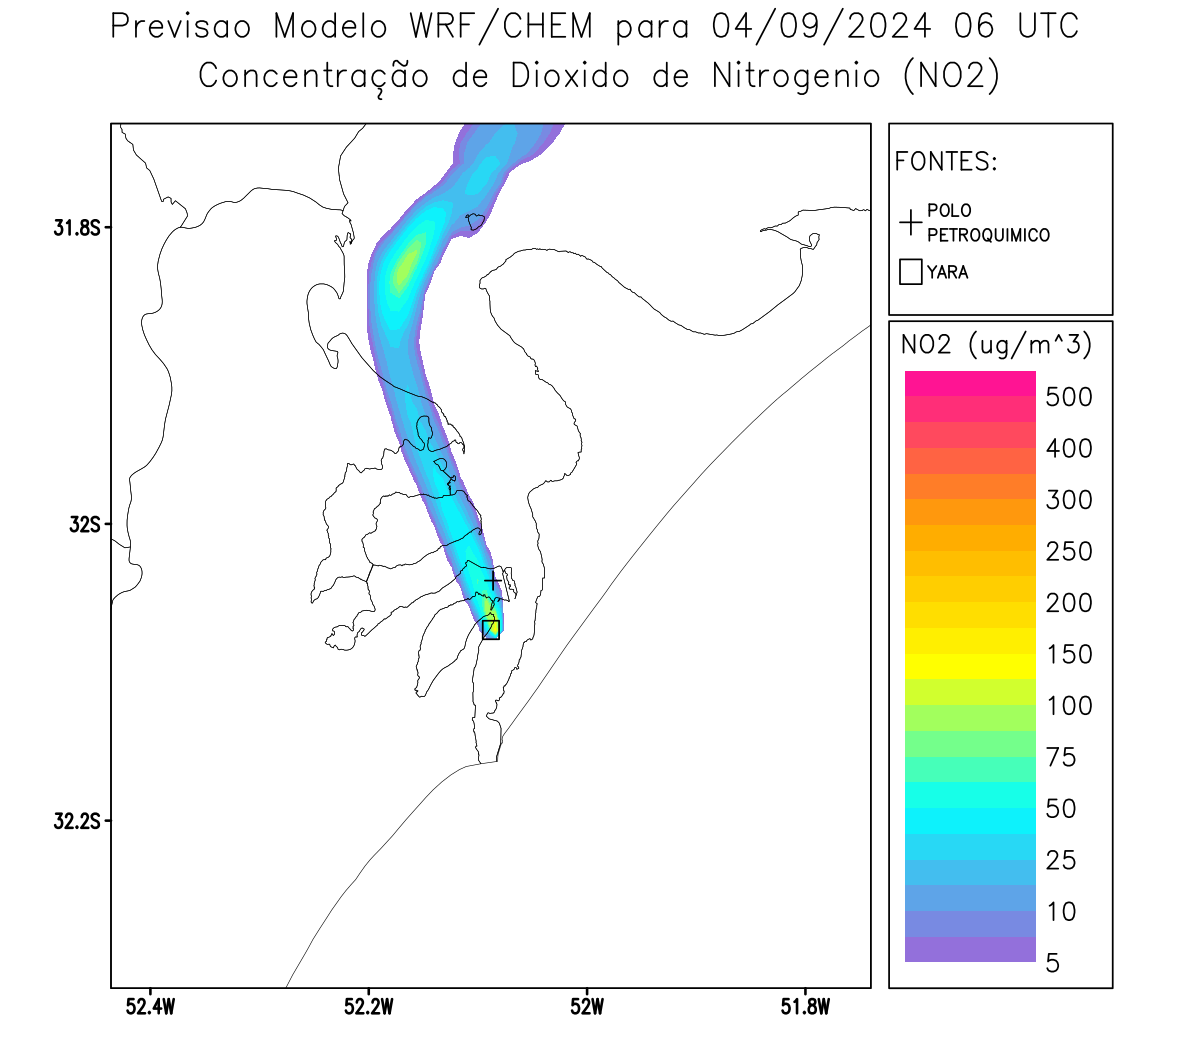 Previsao Modelo WRF/CHEM para 04/09/2024 06 UTC
Concentração de Dioxido de Nitrogenio (NO2)
31.8S
32S
32.2S
52.4W
52.2W
52W
51.8W
FONTES:
POLO
PETROQUIMICO
YARA
NO2 (ug/m^3)
500
400
300
250
200
150
100
75
50
25
10
5